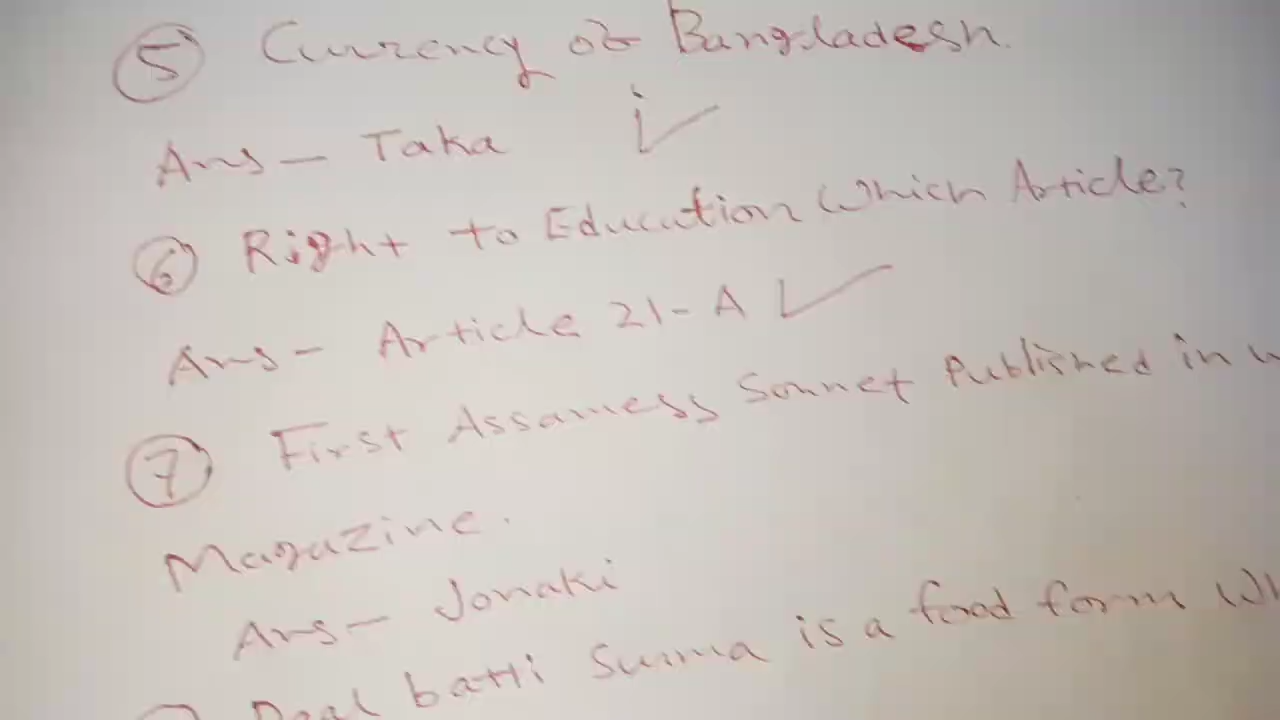 5 Currency of Bangladesh.
Ans- Taka
6 Right to Education Which Article?
Ans- Article 21-A
7 First Assamess Sonnet Published in
Magazine.
Ans- Jonaki
batti Surma is a food form